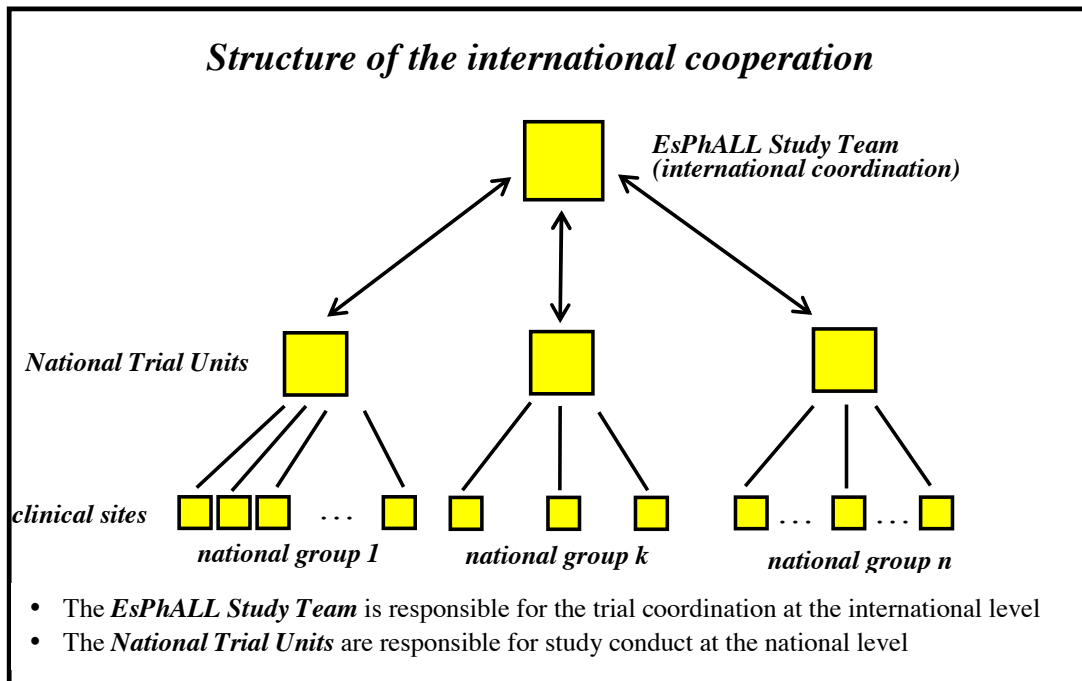 Structure of the international cooperation
EsPhALL Study Team
(international coordination)
National Trial Units
clinical sites
... ... ...
national group 1 national group k national group n
• The EsPhALL Study Team is responsible for the trial coordination at the international level
• The National Trial Units are responsible for study conduct at the national level